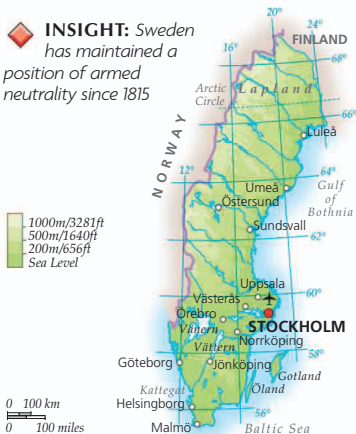 INSIGHT: Sweden
has maintained a
position of armed
neutrality since 1815
20°
24°
FINLAND
16°
68°
Arctic
Circle
Lapland
66°
Luleå
NORWAY
12°
64°
Umeå
Gulf
of
Bothnia
Östersund
Sundsvall
62°
1000m/3281ft
500m/1640ft
200m/656ft
Sea Level
Uppsala
60°
Västerås
Örebro
STOCKHOLM
Vänern
Norrköping
Vättern
58°
Göteborg
Jönköping
Gotland
Öland
Kattegat
Helsingborg
56°
0 100 km
0 100 miles
Malmö
Baltic Sea